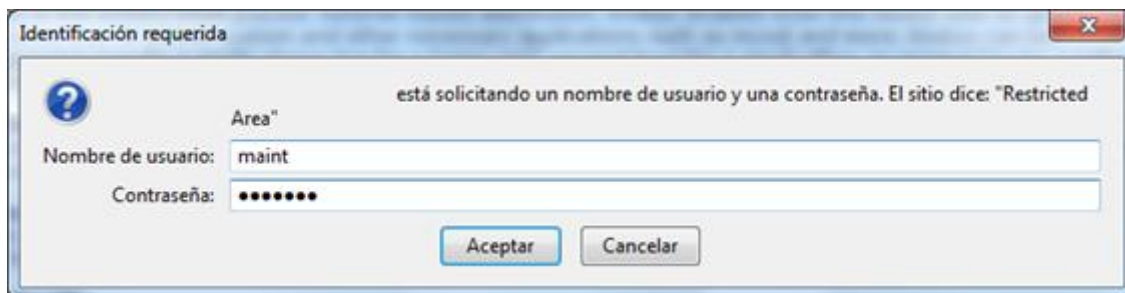 Identificación requerida
está solicitando un nombre de usuario y una contraseña. El sitio dice: "Restricted
Area"
Nombre de usuario: maint
Contraseña: •••••••
Aceptar Cancelar